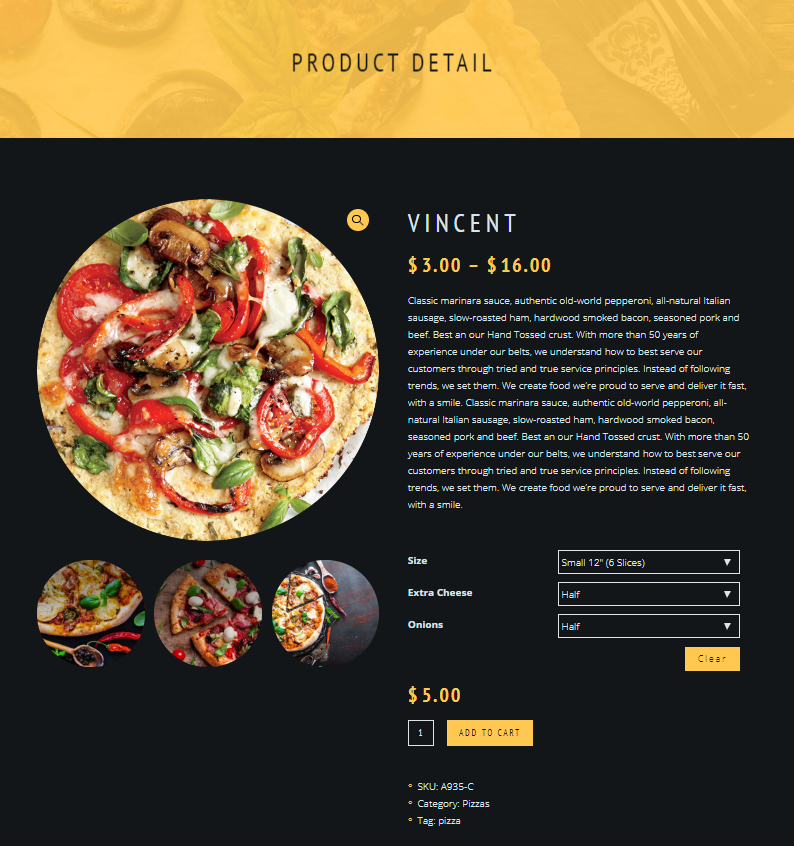 PRODUCT DETAIL
VINCENT
$3.00 – $16.00
Classic marinara sauce, authentic old-world pepperoni, all-natural Italian
sausage, slow-roasted ham, hardwood smoked bacon, seasoned pork and
beef. Best an our Hand Tossed crust. With more than 50 years of
experience under our belts, we understand how to best serve our
customers through tried and true service principles. Instead of following
trends, we set them. We create food we're proud to serve and deliver it fast,
with a smile. Classic marinara sauce, authentic old-world pepperoni, all-
natural Italian sausage, slow-roasted ham, hardwood smoked bacon,
seasoned pork and beef. Best an our Hand Tossed crust. With more than 50
years of experience under our belts, we understand how to best serve our
customers through tried and true service principles. Instead of following
trends, we set them. We create food we're proud to serve and deliver it fast,
with a smile.
Size Small 12" (6 Slices)
Extra Cheese Half
Onions Half
Clear
$5.00
1 ADD TO CART
SKU: A935-C
Category: Pizzas
Tag: pizza